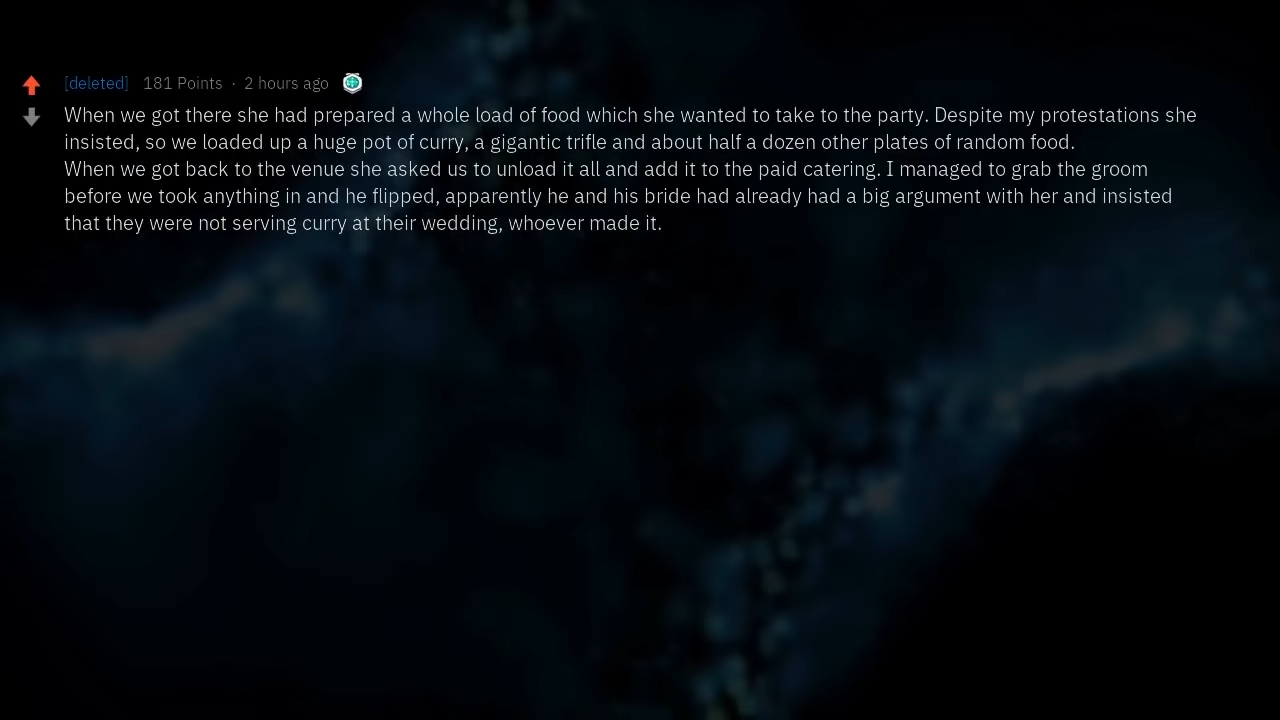 [deleted] 181 Points · 2 hours ago
When we got there she had prepared a whole load of food which she wanted to take to the party. Despite my protestations she
insisted, so we loaded up a huge pot of curry, a gigantic trifle and about half a dozen other plates of random food.
When we got back to the venue she asked us to unload it all and add it to the paid catering. I managed to grab the groom
before we took anything in and he flipped, apparently he and his bride had already had a big argument with her and insisted
that they were not serving curry at their wedding, whoever made it.